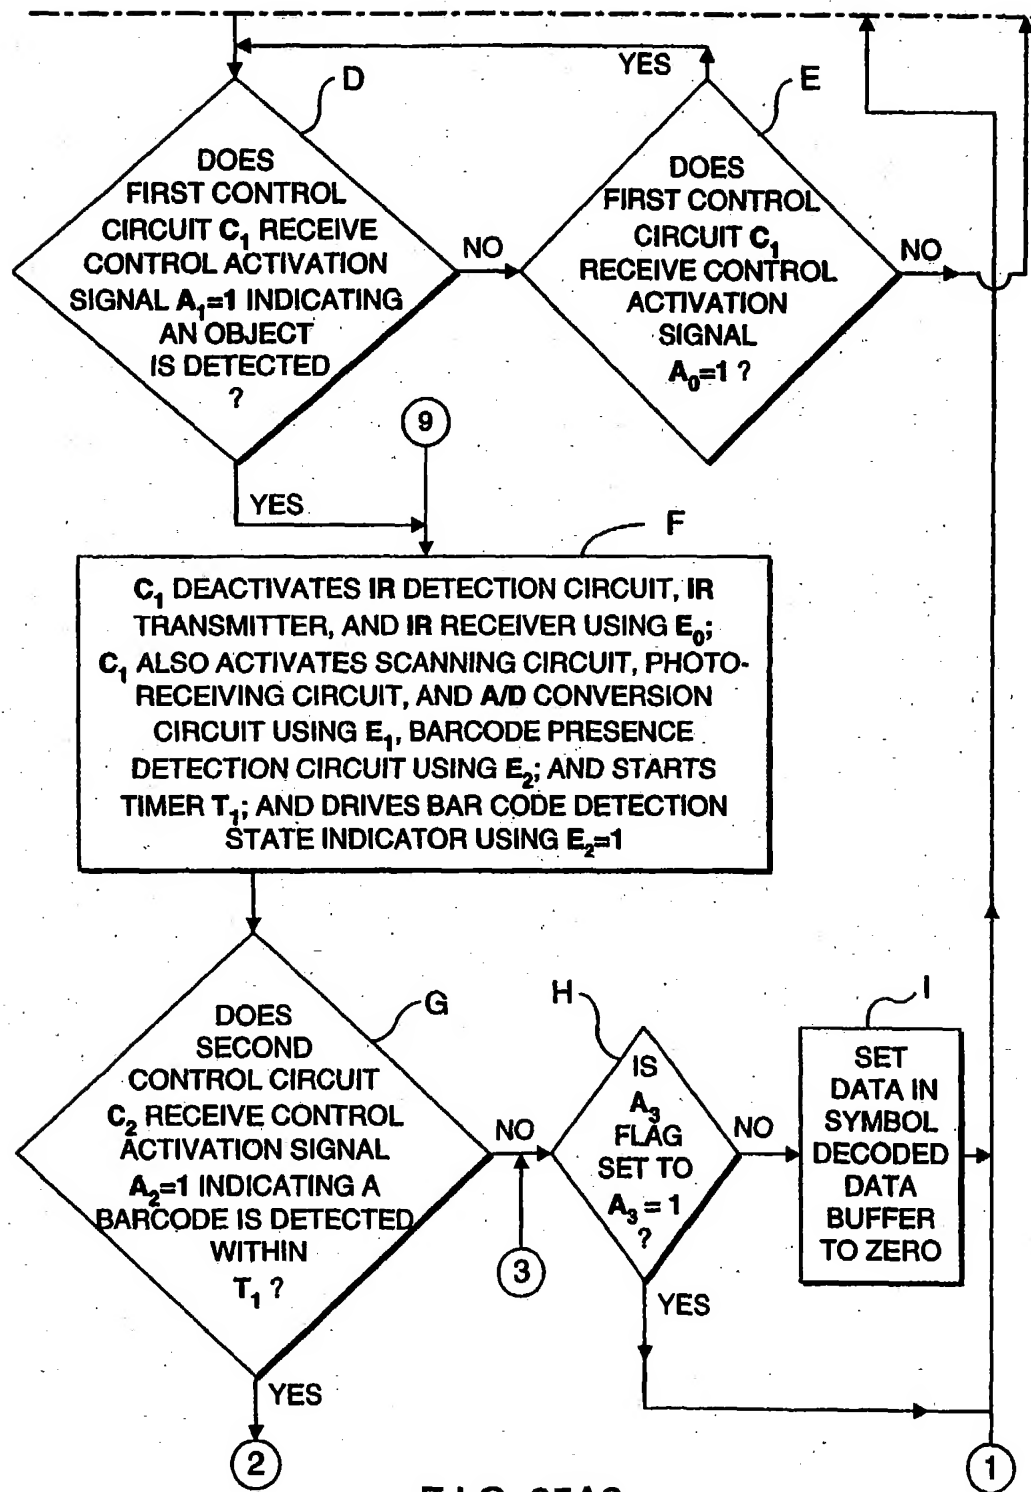 YES
D
E
DOES
FIRST CONTROL
CIRCUIT C₁ RECEIVE
CONTROL ACTIVATION
SIGNAL A₁=1 INDICATING
AN OBJECT
IS DETECTED
?
NO
DOES
FIRST CONTROL
CIRCUIT C₁
RECEIVE CONTROL
ACTIVATION
SIGNAL
A₀=1 ?
NO
9
YES
F
C₁ DEACTIVATES IR DETECTION CIRCUIT, IR
TRANSMITTER, AND IR RECEIVER USING E₀;
C₁ ALSO ACTIVATES SCANNING CIRCUIT, PHOTO-
RECEIVING CIRCUIT, AND A/D CONVERSION
CIRCUIT USING E₁, BARCODE PRESENCE
DETECTION CIRCUIT USING E₂; AND STARTS
TIMER T₁; AND DRIVES BAR CODE DETECTION
STATE INDICATOR USING E₂=1
G
DOES
SECOND
CONTROL CIRCUIT
C₂ RECEIVE CONTROL
ACTIVATION SIGNAL
A₂=1 INDICATING A
BARCODE IS DETECTED
WITHIN
T₁ ?
NO
3
H
IS
A₃
FLAG
SET TO
A₃ = 1
?
NO
I
SET
DATA IN
SYMBOL
DECODED
DATA
BUFFER
TO ZERO
YES
YES
2
1